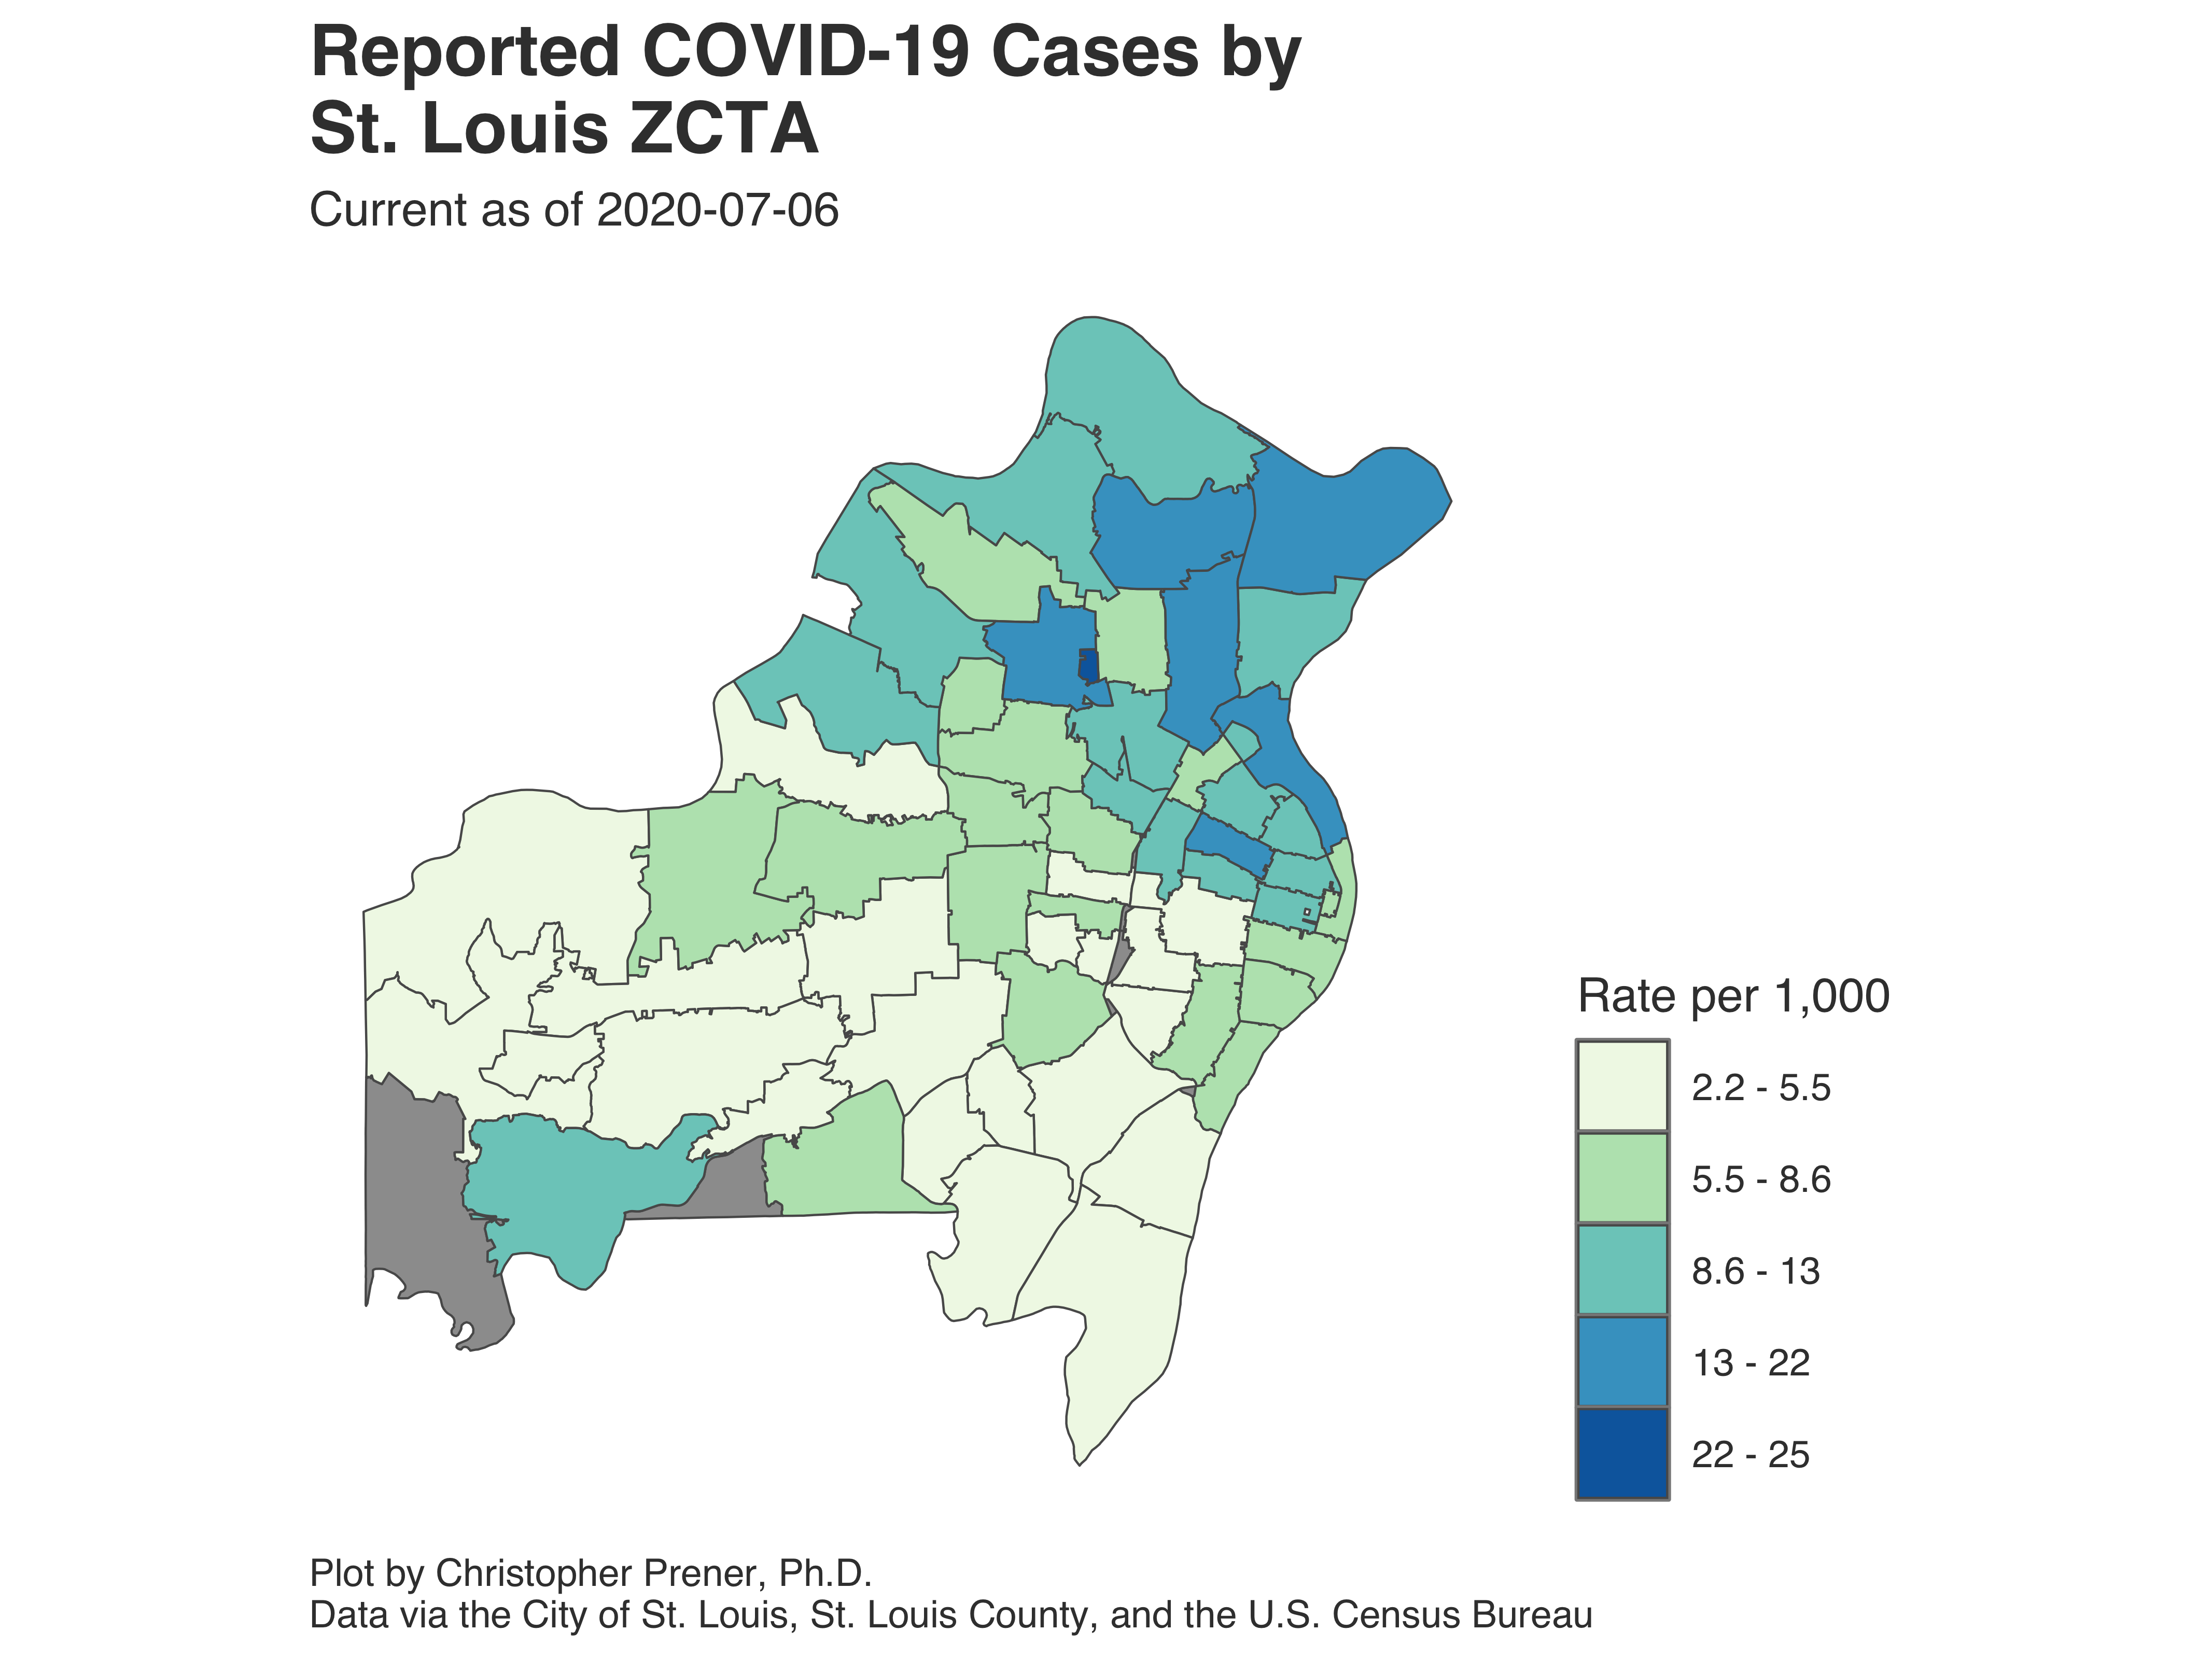 Reported COVID-19 Cases by
St. Louis ZCTA
Current as of 2020-07-06
Rate per 1,000
2.2 - 5.5
5.5 - 8.6
8.6 - 13
13 - 22
22 - 25
Plot by Christopher Prener, Ph.D.
Data via the City of St. Louis, St. Louis County, and the U.S. Census Bureau